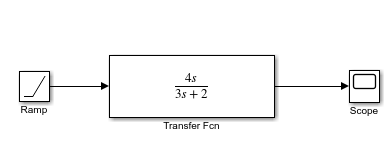 4s
3s + 2
Ramp
Transfer Fcn
Scope